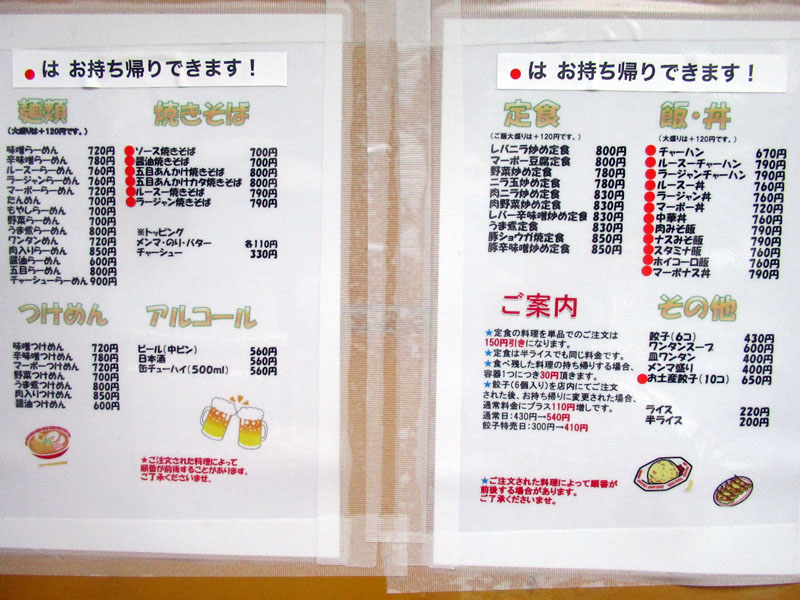 ●は お持ち帰りできます！
麺類
(大盛りは＋120円です。)
味噌らーめん 720円
辛味噌らーめん 780円
ルースーらーめん 760円
ラージャンらーめん 760円
マーボーらーめん 720円
たんめん 700円
もやしらーめん 700円
野菜らーめん 700円
うま煮らーめん 800円
ワンタンめん 720円
肉入りらーめん 850円
醤油らーめん 600円
五目らーめん 800円
チャーシューらーめん 900円
焼きそば
●ソース焼きそば 700円
●醤油焼きそば 700円
●五目あんかけ焼きそば 800円
●五目あんかけカタ焼きそば 800円
●ルースー焼きそば 790円
●ラージャン焼きそば 790円
※トッピング
メンマ・のり・バター 各110円
チャーシュー 330円
つけめん
味噌つけめん 720円
辛味噌つけめん 780円
マーボーつけめん 720円
野菜つけめん 700円
うま煮つけめん 800円
肉入りつけめん 850円
醤油つけめん 600円
アルコール
ビール(中ビン) 560円
日本酒 560円
缶チューハイ(500ml) 560円
★ご注文された料理によって
順番が前後することがあります。
ご了承くださいませ。
●は お持ち帰りできます！
定食
(ご飯大盛りは＋120円です。)
レバニラ炒め定食 800円
マーボー豆腐定食 800円
野菜炒め定食 780円
ニラ玉炒め定食 780円
肉ニラ炒め定食 830円
肉野菜炒め定食 830円
レバー辛味噌炒め定食 830円
うま煮定食 830円
豚ショウガ焼定食 850円
豚辛味噌炒め定食 850円
飯・丼
(大盛りは＋120円です。)
●チャーハン 670円
●ルースーチャーハン 790円
●ラージャンチャーハン 790円
●ルースー丼 760円
●ラージャン丼 760円
●マーボー丼 720円
●中華丼 760円
●肉みそ飯 790円
●ナスみそ飯 790円
●スタミナ飯 760円
●ホイコーロ飯 760円
●マーボナス丼 790円
ご案内
★定食の料理を単品でのご注文は
150円引きになります。
★定食は半ライスでも同じ料金です。
★食べ残した料理の持ち帰りする場合、
容器1つにつき30円頂きます。
★餃子(6個入り)を店内にてご注文
された後、お持ち帰りに変更された場合、
通常料金にプラス110円増しです。
通常日:430円→540円
餃子特売日:300円→410円
★ご注文された料理によって順番が
前後する場合があります。
ご了承くださいませ。
その他
餃子(6コ) 430円
ワンタンスープ 600円
皿ワンタン 400円
メンマ盛り 400円
●お土産餃子(10コ) 650円
ライス 220円
半ライス 200円